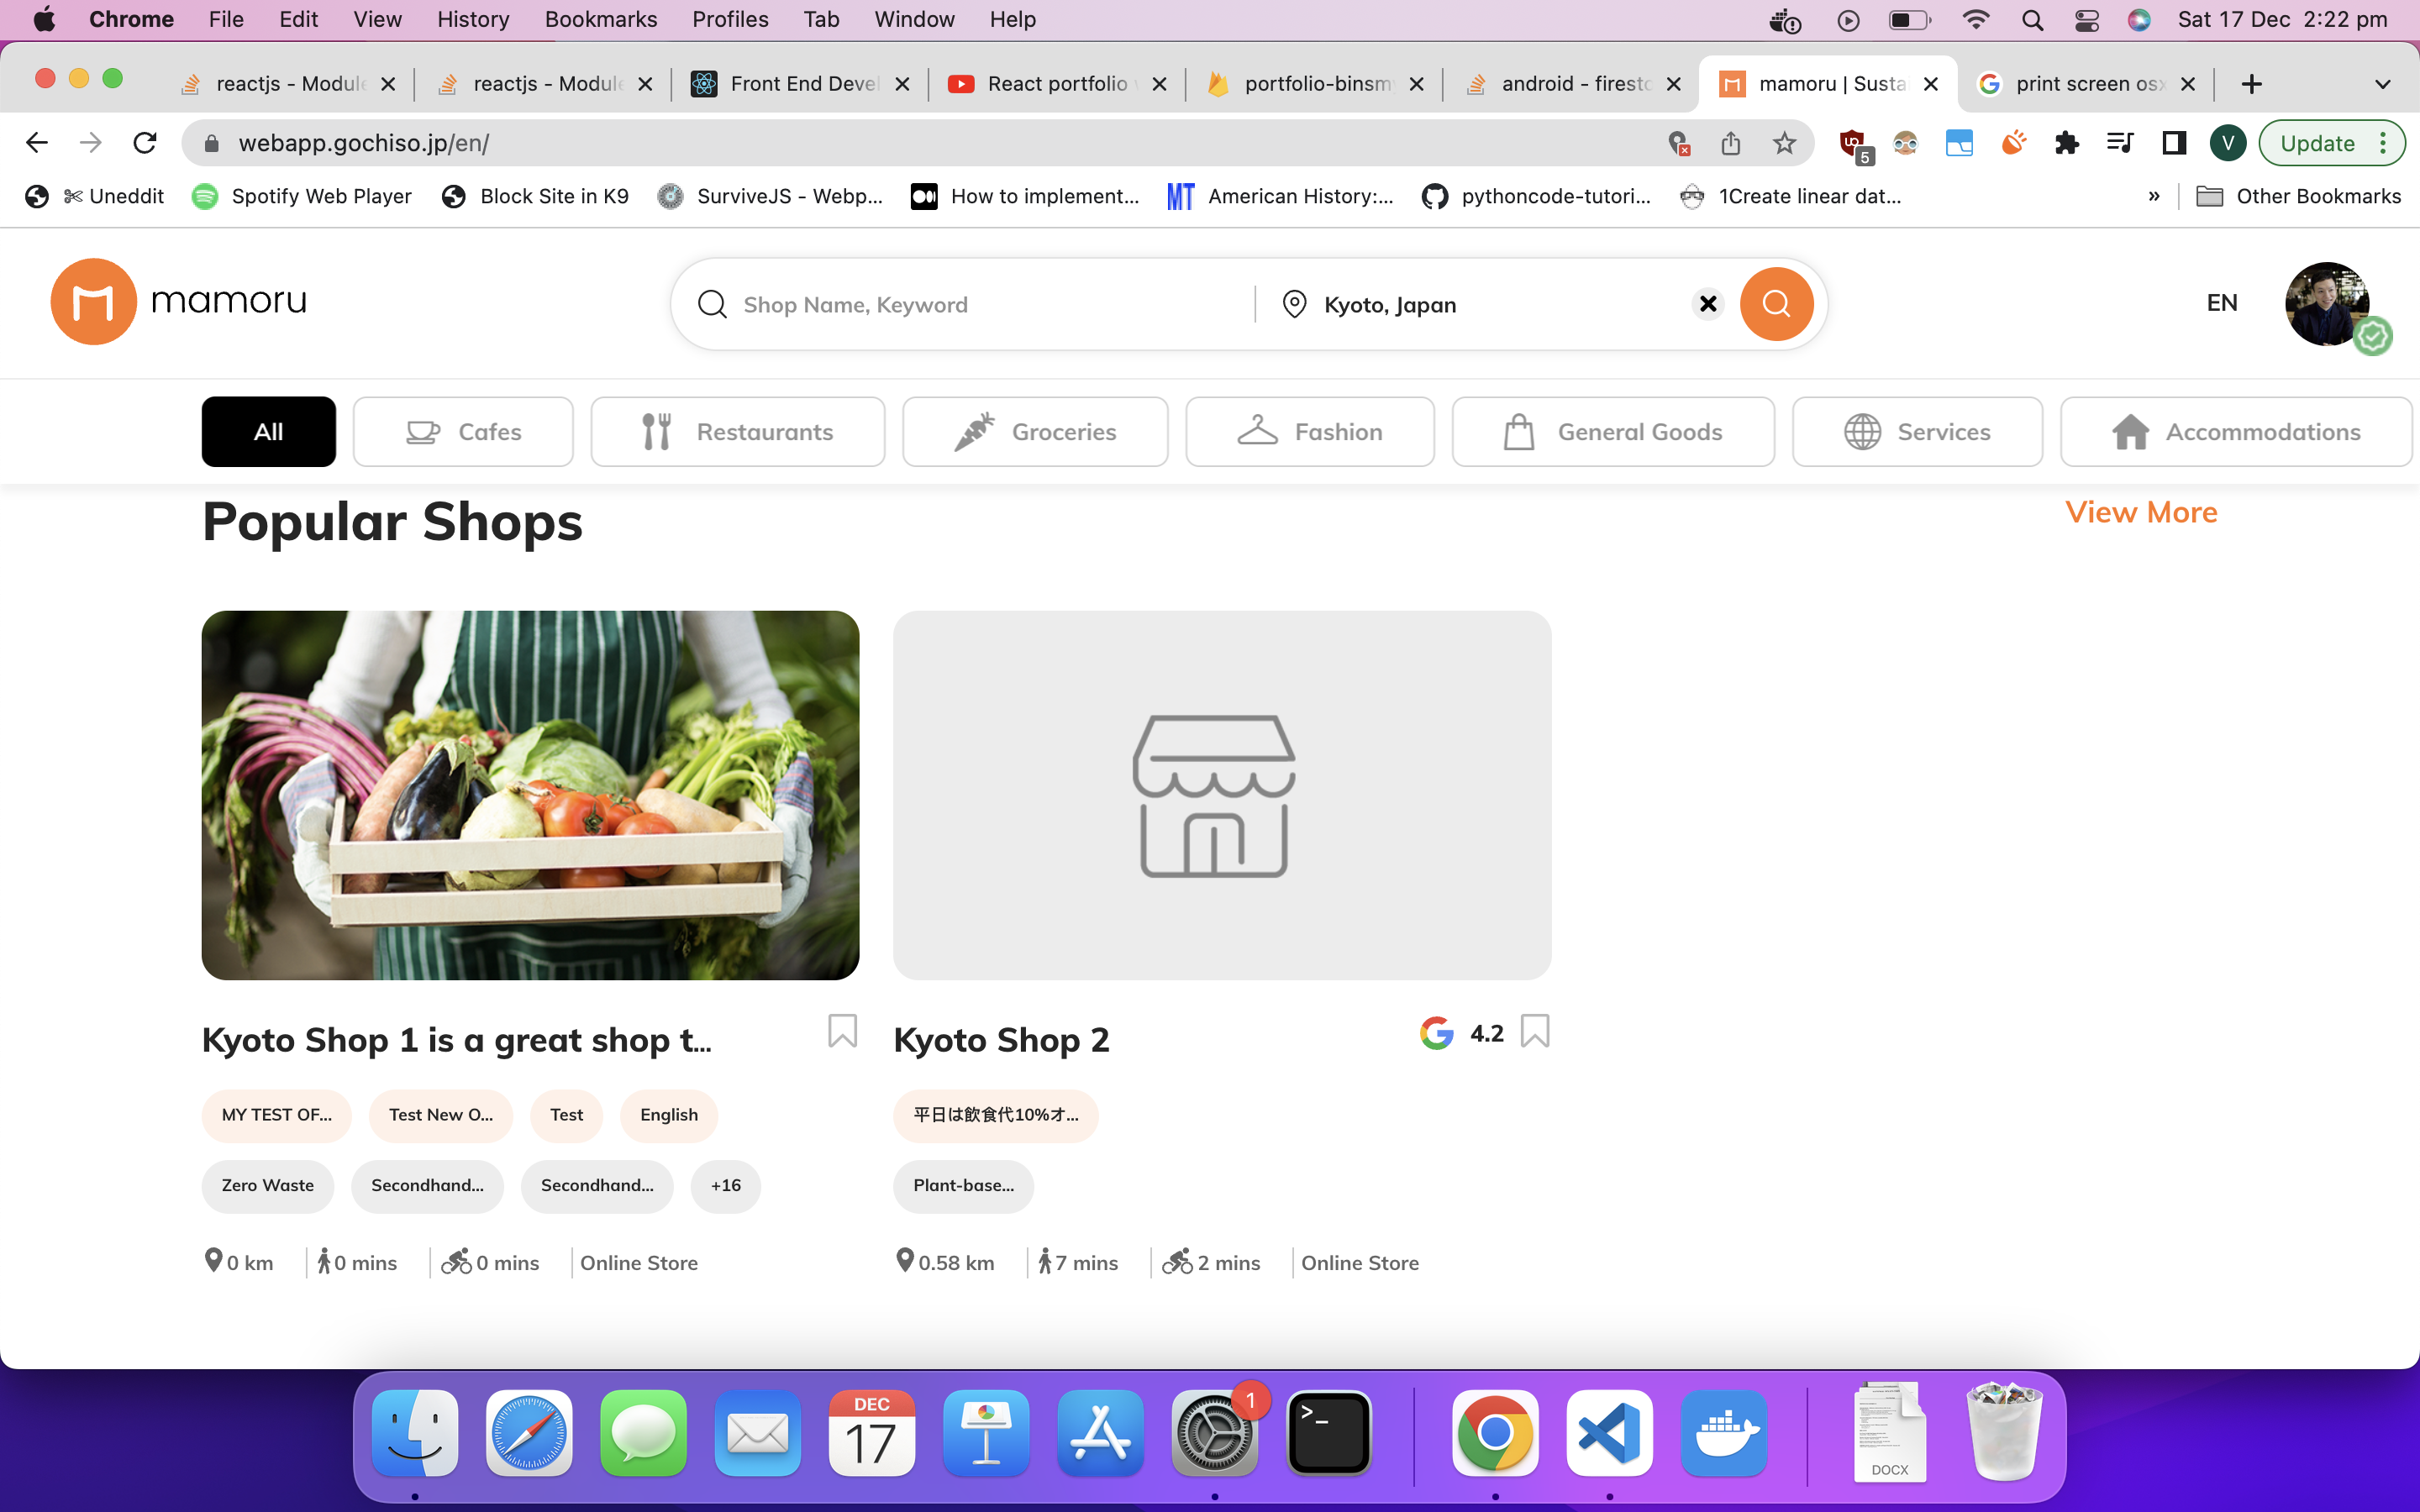 Chrome File Edit View History Bookmarks Profiles Tab Window Help Sat 17 Dec 2:22 pm
reactjs - Module reactjs - Module Front End Devel React portfolio portfolio-binsm android - firesto mamoru | Susta print screen osx
webapp.gochiso.jp/en/ 5 V Update
Uneddit Spotify Web Player Block Site in K9 SurviveJS - Webp... How to implement... MT American History:... pythoncode-tutori... 1Create linear dat... » Other Bookmarks
mamoru Shop Name, Keyword Kyoto, Japan EN
All Cafes Restaurants Groceries Fashion General Goods Services Accommodations
Popular Shops View More
Kyoto Shop 1 is a great shop t...
Kyoto Shop 2 4.2
MY TEST OF... Test New O... Test English
平日は飲食代10%オ...
Zero Waste Secondhand... Secondhand... +16
Plant-base...
0 km 0 mins 0 mins Online Store
0.58 km 7 mins 2 mins Online Store
DEC
17
1
>_
DOCX